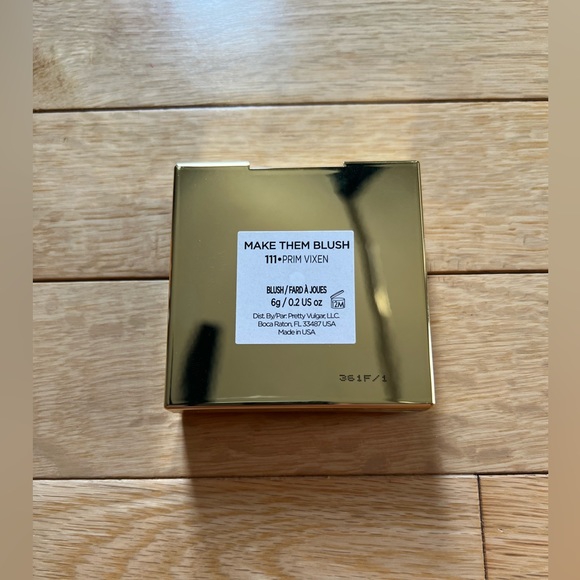 MAKE THEM BLUSH
111•PRIM VIXEN
BLUSH / FARD À JOUES
6g / 0.2 US oz
12M
Dist. By/Par: Pretty Vulgar, LLC.
Boca Raton, FL 33487 USA
Made in USA
361F/1